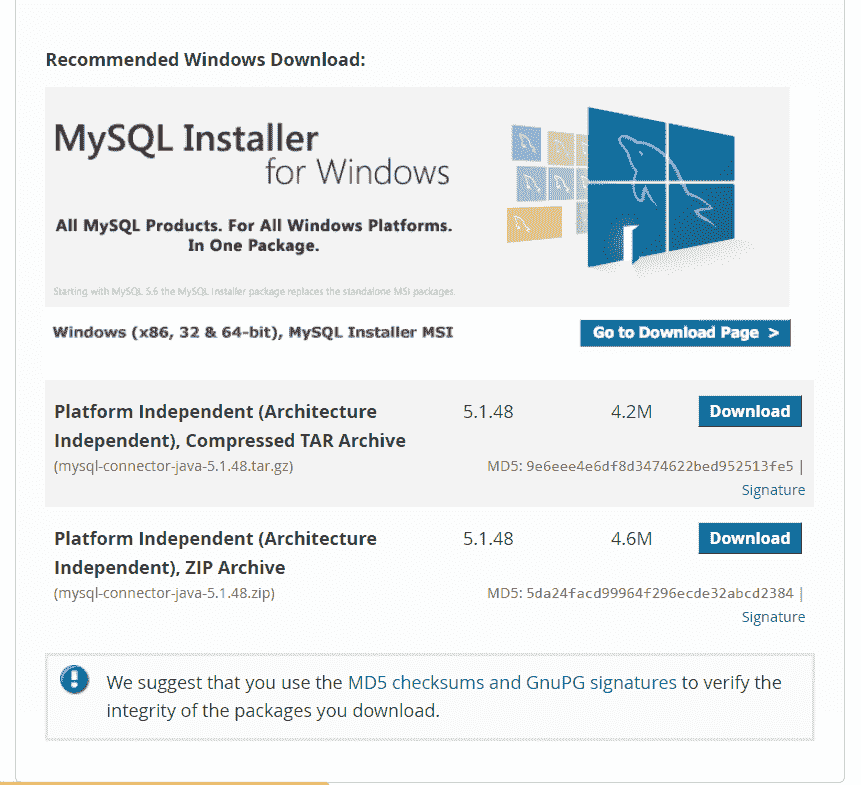 Recommended Windows Download:
MySQL Installer
for Windows
All MySQL Products. For All Windows Platforms.
In One Package.
Starting with MySQL 5.6 the MySQL Installer package replaces the standalone MSI packages.
Windows (x86, 32 & 64-bit), MySQL Installer MSI
Go to Download Page >
Platform Independent (Architecture 5.1.48 4.2M Download
Independent), Compressed TAR Archive
(mysql-connector-java-5.1.48.tar.gz) MD5: 9e6eee4e6df8d3474622bed952513fe5 |
Signature
Platform Independent (Architecture 5.1.48 4.6M Download
Independent), ZIP Archive
(mysql-connector-java-5.1.48.zip) MD5: 5da24facd99964f296ecde32abcd2384 |
Signature
We suggest that you use the MD5 checksums and GnuPG signatures to verify the
integrity of the packages you download.